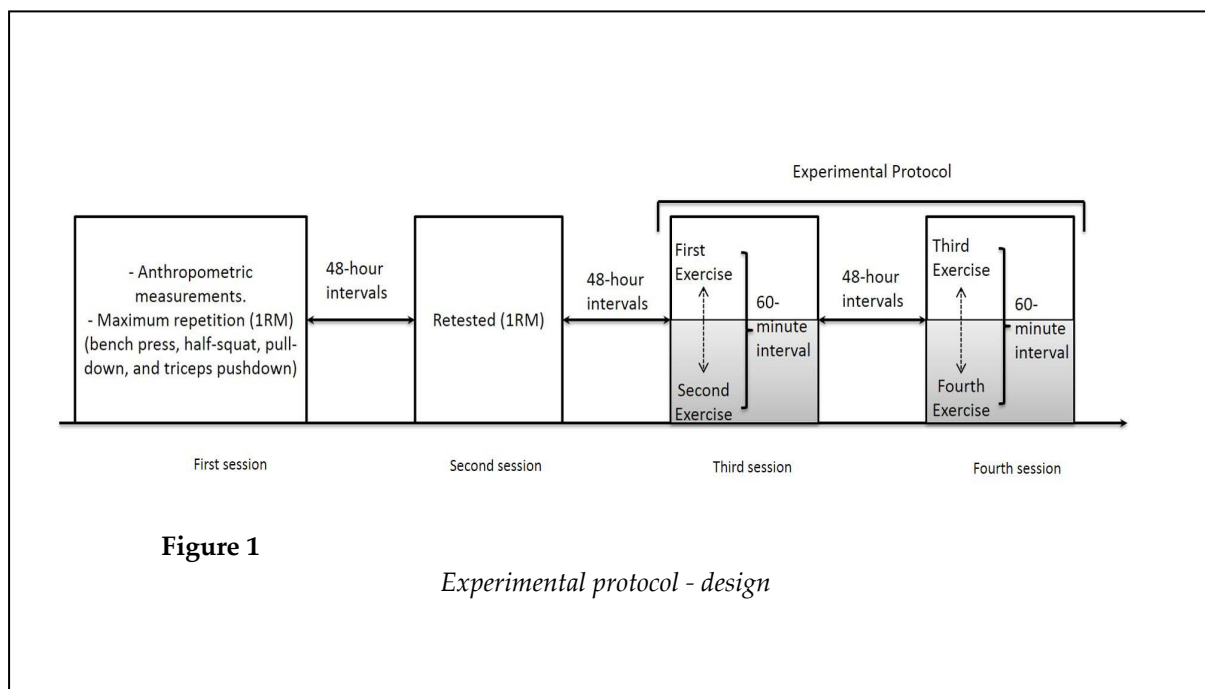 Experimental Protocol
- Anthropometric
measurements.
- Maximum repetition (1RM)
(bench press, half-squat, pull-
down, and triceps pushdown)
48-hour
intervals
Retested (1RM)
48-hour
intervals
First
Exercise
Second
Exercise
60-
minute
interval
48-hour
intervals
Third
Exercise
Fourth
Exercise
60-
minute
interval
First session
Second session
Third session
Fourth session
Figure 1
Experimental protocol - design